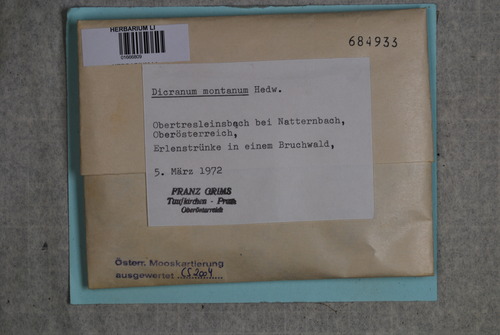 HERBARIUM LI
684933
Dicranum montanum Hedw.
Obertresleinsbach bei Natternbach,
Oberösterreich,
Erlenstrünke in einem Bruchwald,
5. März 1972
FRANZ GRIMS
Taufkirchen - Pram
Oberösterreich
Österr. Mooskartierung
ausgewertet CS 2004